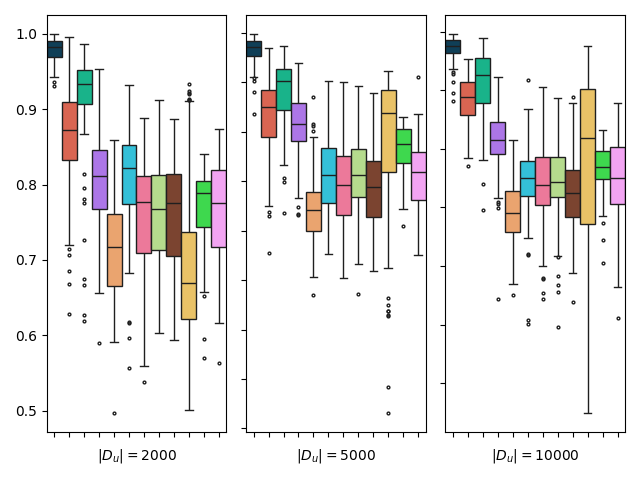 1.0
0.9
0.8
0.7
0.6
0.5
|D_u| = 2000
|D_u| = 5000
|D_u| = 10000